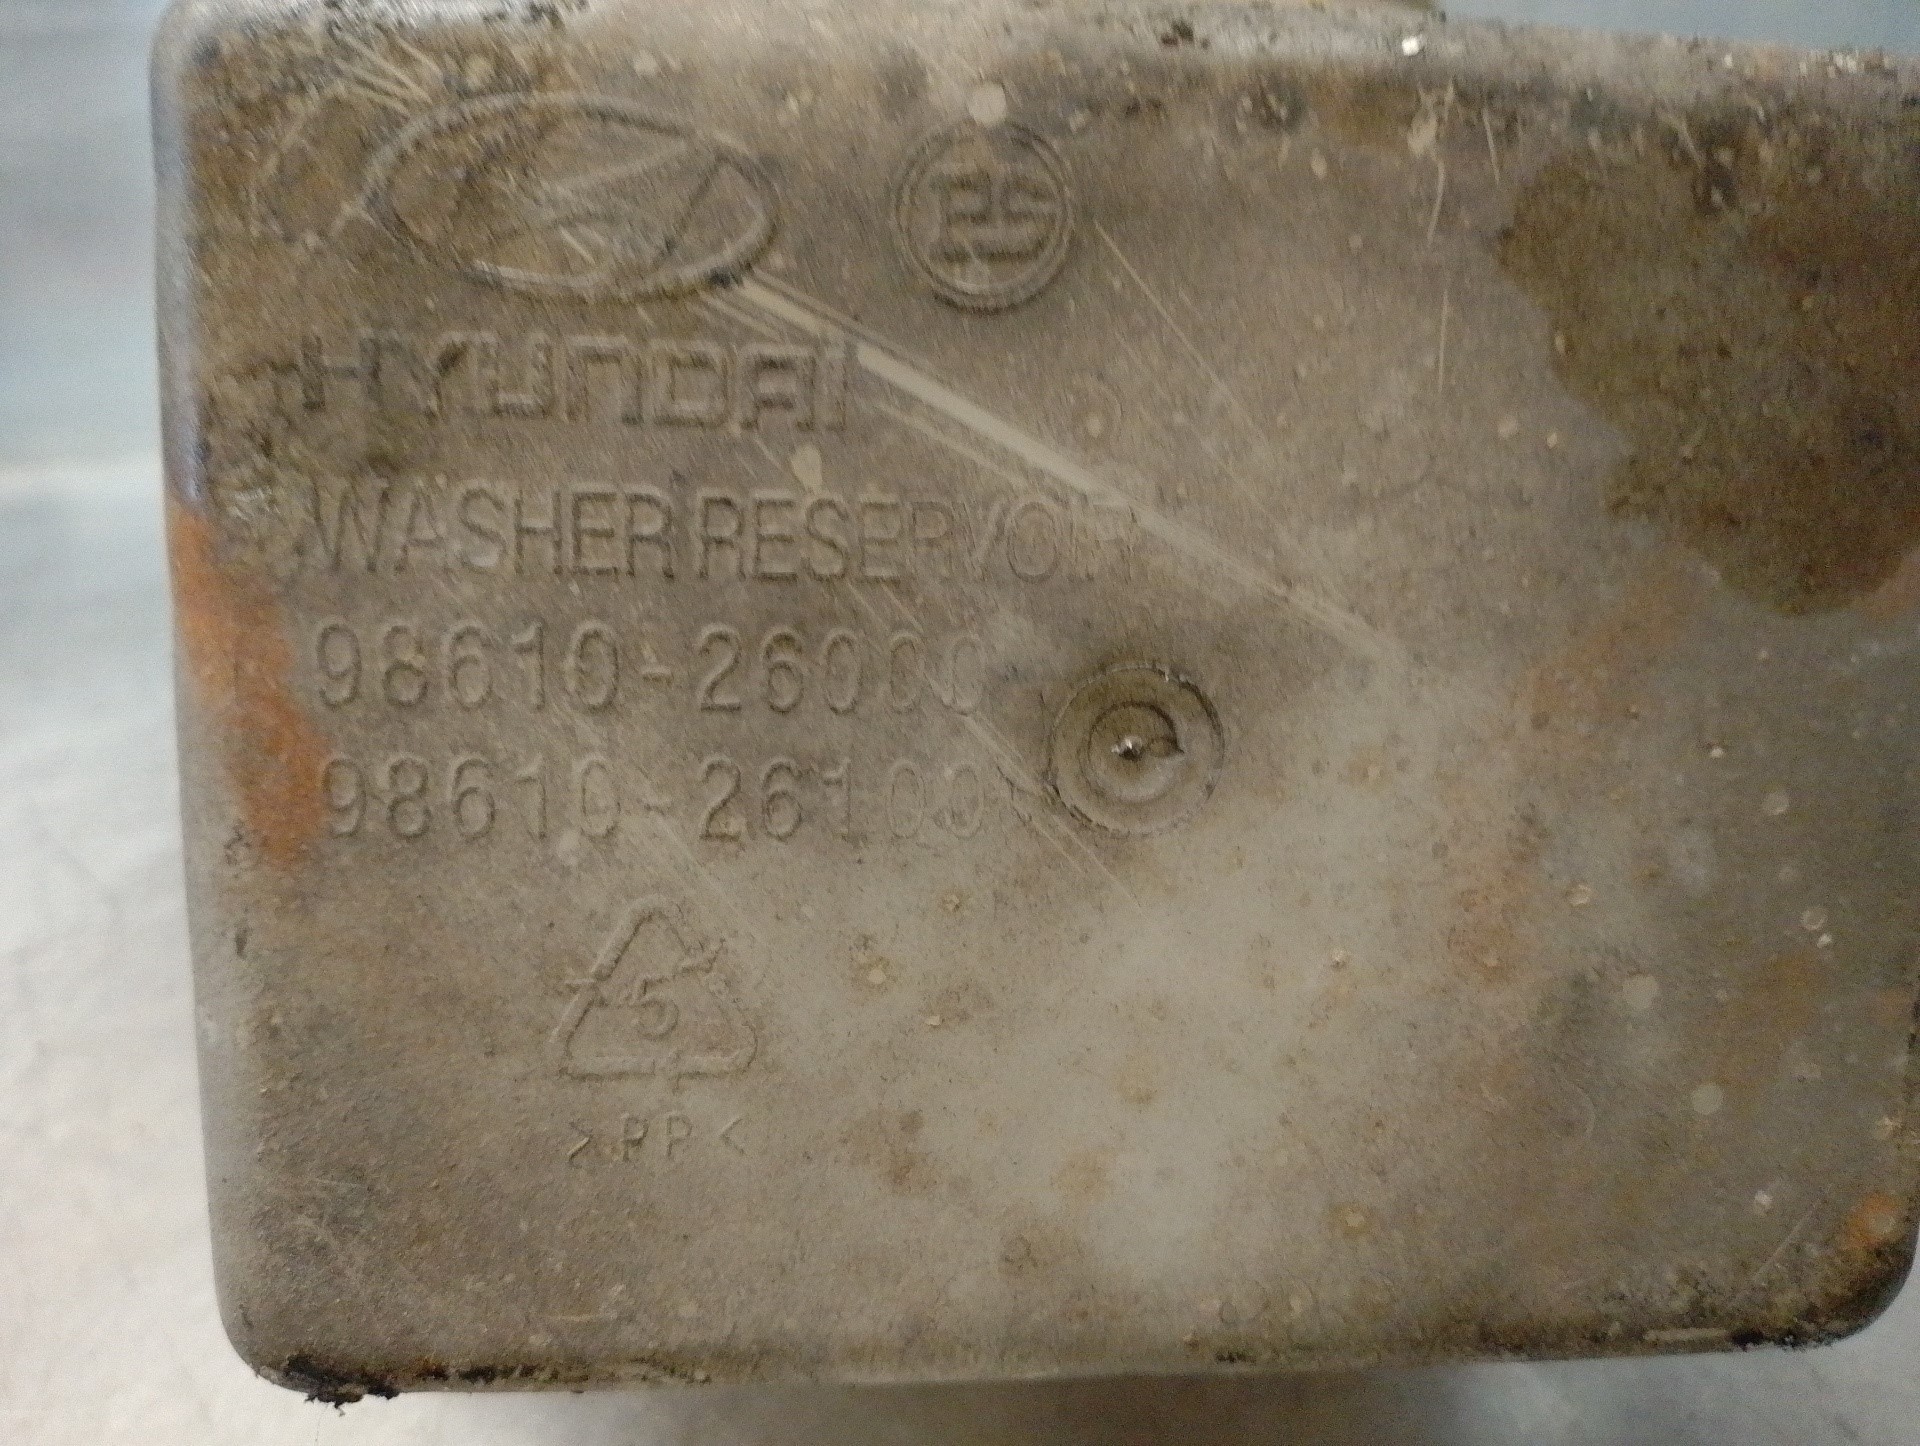 HYUNDAI
WASHER RESERVOIR
98610-26000
98610-26100
5
>PP<